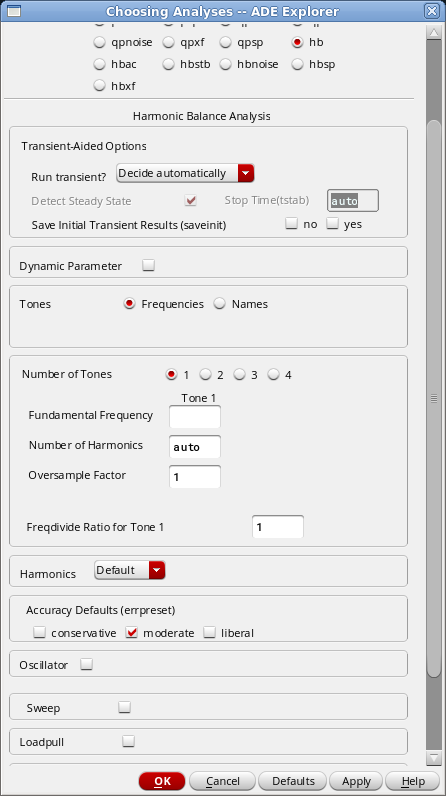 Choosing Analyses -- ADE Explorer
qpnoise qpxf qpsp hb
hbac hbstb hbnoise hbsp
hbxf
Harmonic Balance Analysis
Transient-Aided Options
Run transient? Decide automatically
Detect Steady State Stop Time(tstab) auto
Save Initial Transient Results (saveinit) no yes
Dynamic Parameter
Tones Frequencies Names
Number of Tones 1 2 3 4
Tone 1
Fundamental Frequency
Number of Harmonics auto
Oversample Factor 1
Freqdivide Ratio for Tone 1 1
Harmonics Default
Accuracy Defaults (errpreset)
conservative moderate liberal
Oscillator
Sweep
Loadpull
OK Cancel Defaults Apply Help